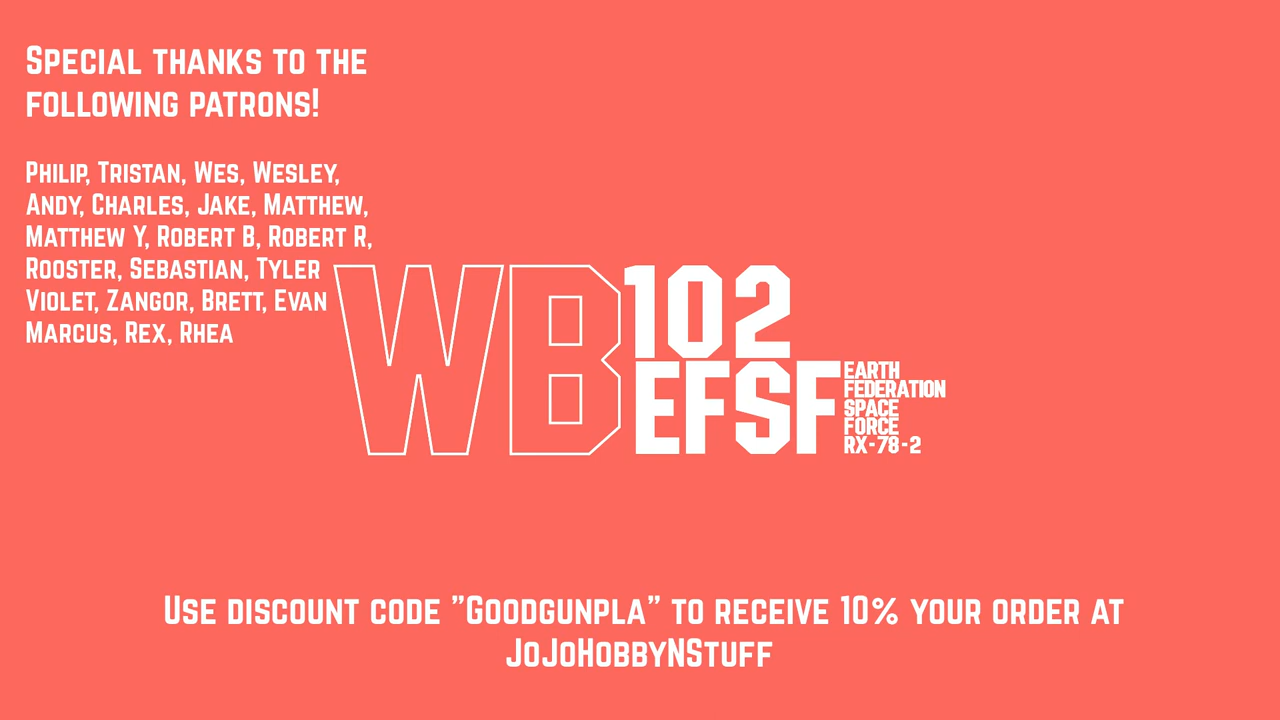 Special thanks to the
following patrons!
Philip, Tristan, Wes, Wesley,
Andy, Charles, Jake, Matthew,
Matthew Y, Robert B, Robert R,
Rooster, Sebastian, Tyler
Violet, Zangor, Brett, Evan
Marcus, Rex, Rhea
WB
102
EFSF
EARTH
FEDERATION
SPACE
FORCE
RX-78-2
Use discount code "Goodgunpla" to receive 10% your order at
JoJoHobbyNStuff